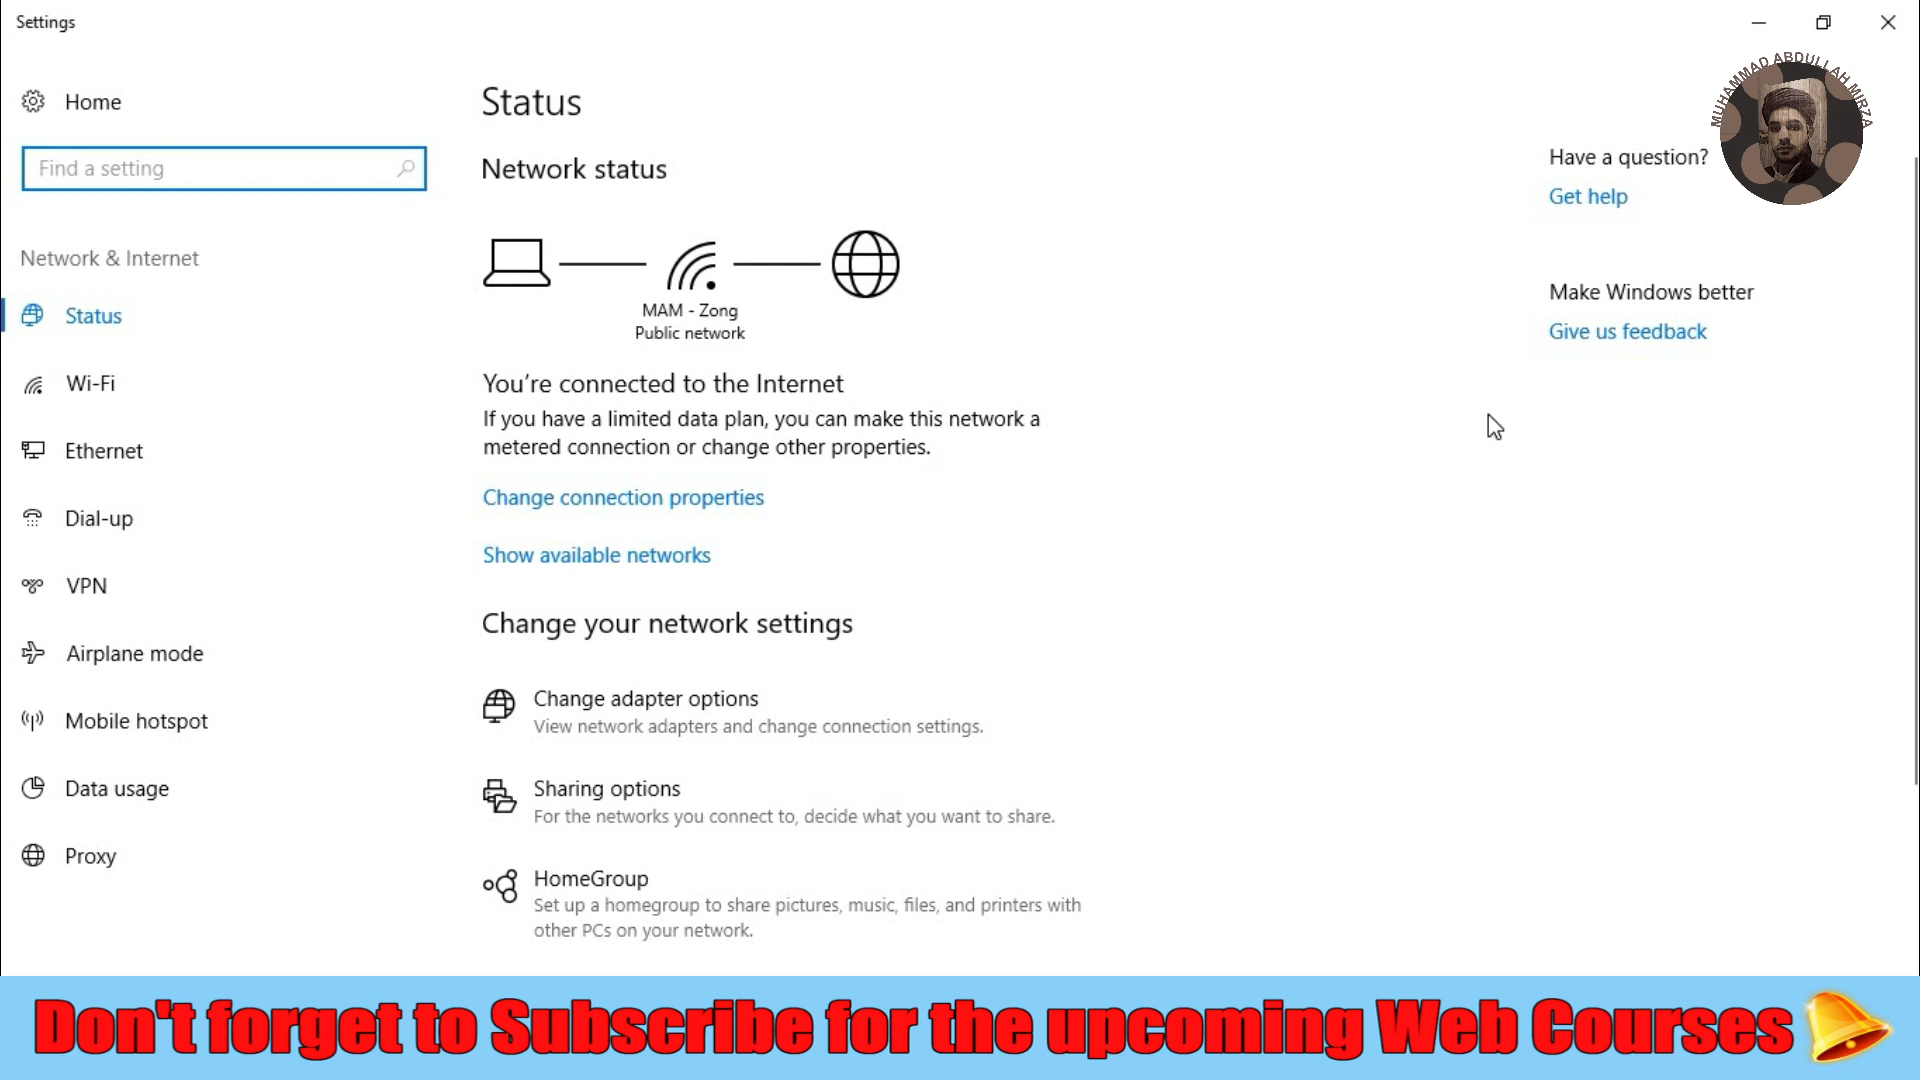 Settings
Home
Find a setting
Network & Internet
Status
Wi-Fi
Ethernet
Dial-up
VPN
Airplane mode
Mobile hotspot
Data usage
Proxy
Status
Network status
MAM - Zong
Public network
You're connected to the Internet
If you have a limited data plan, you can make this network a
metered connection or change other properties.
Change connection properties
Show available networks
Change your network settings
Change adapter options
View network adapters and change connection settings.
Sharing options
For the networks you connect to, decide what you want to share.
HomeGroup
Set up a homegroup to share pictures, music, files, and printers with
other PCs on your network.
MUHAMMAD ABDULLAH MIRZA
Have a question?
Get help
Make Windows better
Give us feedback
Don't forget to Subscribe for the upcoming Web Courses